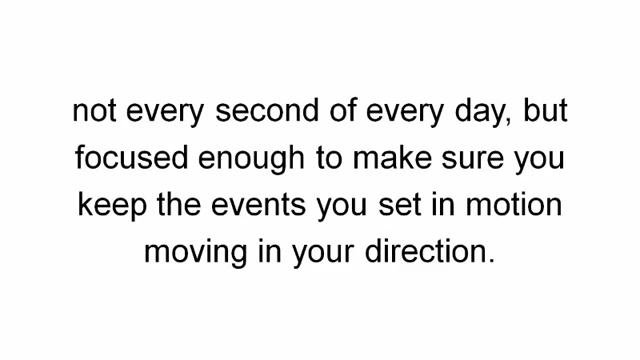 not every second of every day, but
focused enough to make sure you
keep the events you set in motion
moving in your direction.